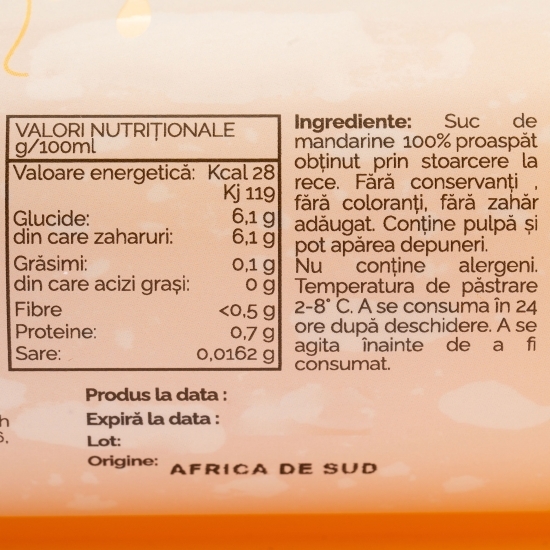 VALORI NUTRIȚIONALE
g/100ml
Valoare energetică: Kcal 28
Kj 119
Glucide: 6,1 g
din care zaharuri: 6,1 g
Grăsimi: 0,1 g
din care acizi grași: 0 g
Fibre <0,5 g
Proteine: 0,7 g
Sare: 0,0162 g
Ingrediente: Suc de
mandarine 100% proaspăt
obținut prin stoarcere la
rece. Fără conservanți ,
fără coloranți, fără zahăr
adăugat. Conține pulpă și
pot apărea depuneri.
Nu conține alergeni.
Temperatura de păstrare
2-8° C. A se consuma în 24
ore după deschidere. A se
agita înainte de a fi
consumat.
Produs la data :
Expiră la data :
Lot:
Origine: AFRICA DE SUD